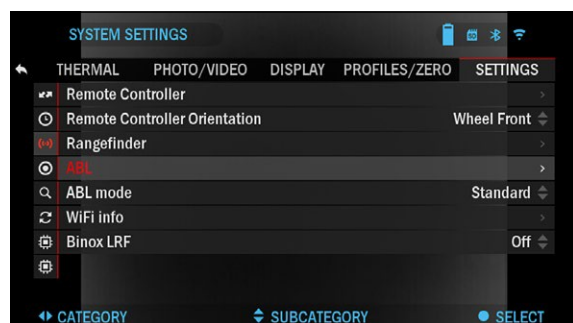 SYSTEM SETTINGS
THERMAL PHOTO/VIDEO DISPLAY PROFILES/ZERO SETTINGS
Remote Controller
Remote Controller Orientation Wheel Front
Rangefinder
ABL
ABL mode Standard
WiFi info
Binox LRF Off
CATEGORY SUBCATEGORY SELECT